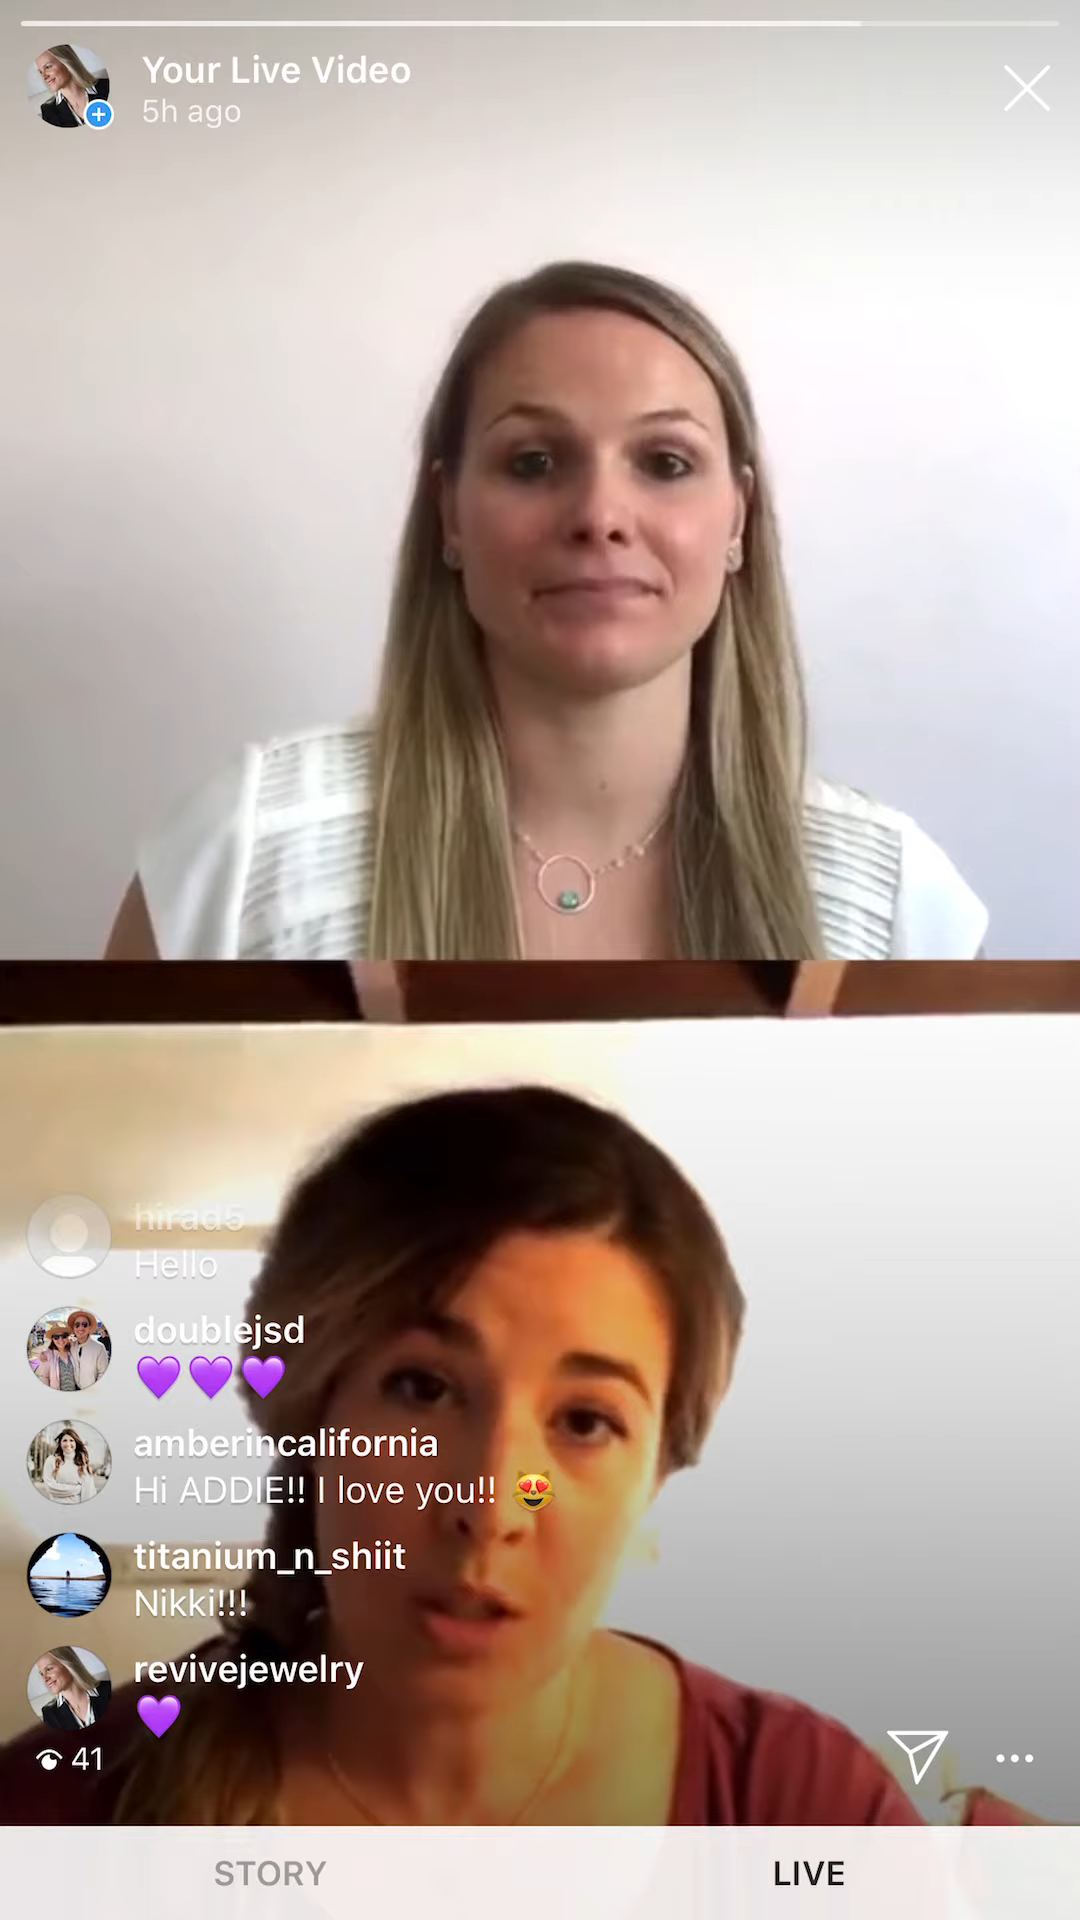 Your Live Video
5h ago
hirad5
Hello
doublejsd
💜💜💜
amberincalifornia
Hi ADDIE!! I love you!! 😻
titanium_n_shiit
Nikki!!!
revivejewelry
💜
41
STORY
LIVE